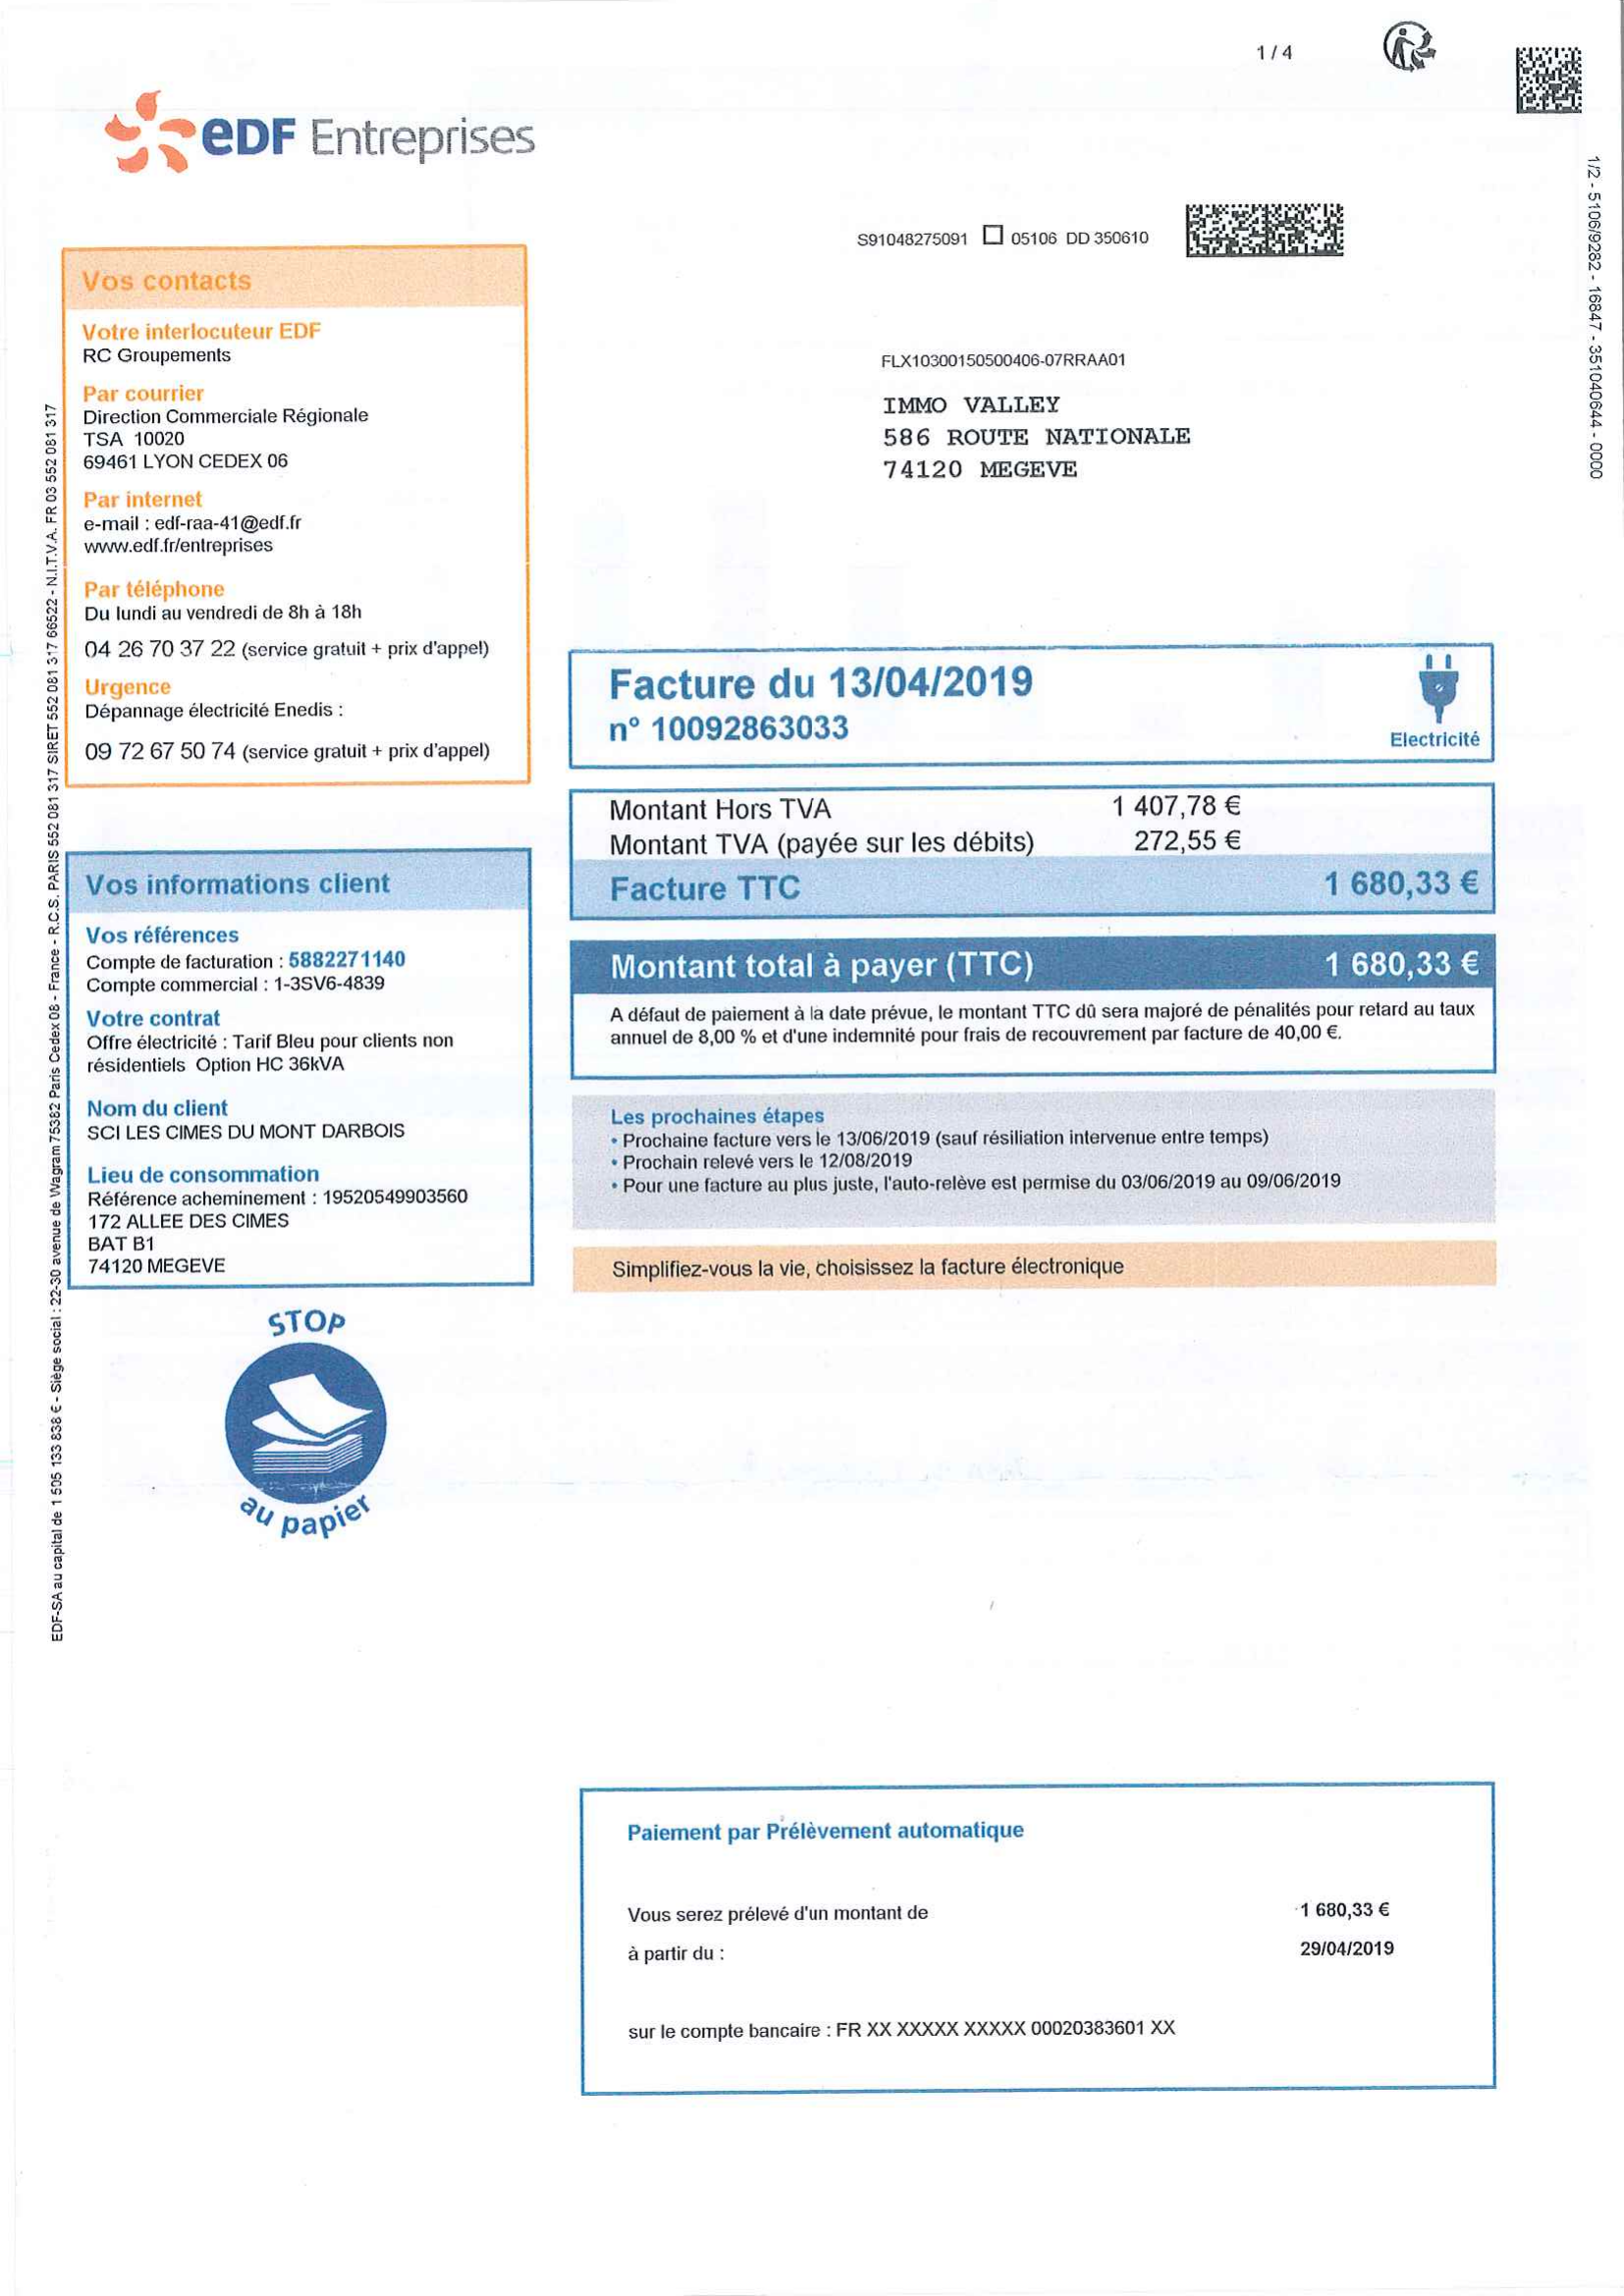 1 / 4
eDF Entreprises
1/2 - 5106/9282 - 16847 - 351040644 - 0000
S91048275091 05106 DD 350610
Vos contacts
Votre interlocuteur EDF
RC Groupements
Par courrier
Direction Commerciale Régionale
TSA 10020
69461 LYON CEDEX 06
Par internet
e-mail : edf-raa-41@edf.fr
www.edf.fr/entreprises
Par téléphone
Du lundi au vendredi de 8h à 18h
04 26 70 37 22 (service gratuit + prix d'appel)
Urgence
Dépannage électricité Enedis :
09 72 67 50 74 (service gratuit + prix d'appel)
FLX10300150500406-07RRAA01
IMMO VALLEY
586 ROUTE NATIONALE
74120 MEGEVE
Facture du 13/04/2019
n° 10092863033
Electricité
Montant Hors TVA 1 407,78 €
Montant TVA (payée sur les débits) 272,55 €
Facture TTC 1 680,33 €
Montant total à payer (TTC) 1 680,33 €
A défaut de paiement à la date prévue, le montant TTC dû sera majoré de pénalités pour retard au taux
annuel de 8,00 % et d'une indemnité pour frais de recouvrement par facture de 40,00 €.
Vos informations client
Vos références
Compte de facturation : 5882271140
Compte commercial : 1-3SV6-4839
Votre contrat
Offre électricité : Tarif Bleu pour clients non
résidentiels Option HC 36kVA
Nom du client
SCI LES CIMES DU MONT DARBOIS
Lieu de consommation
Référence acheminement : 19520549903560
172 ALLEE DES CIMES
BAT B1
74120 MEGEVE
Les prochaines étapes
• Prochaine facture vers le 13/06/2019 (sauf résiliation intervenue entre temps)
• Prochain relevé vers le 12/08/2019
• Pour une facture au plus juste, l'auto-relève est permise du 03/06/2019 au 09/06/2019
Simplifiez-vous la vie, choisissez la facture électronique
STOP
au papier
EDF-SA au capital de 1 505 133 838 € - Siège social : 22-30 avenue de Wagram 75382 Paris Cedex 08 - France - R.C.S. PARIS 552 081 317 SIRET 552 081 317 66522 - N.I.T.V.A. FR 03 552 081 317
Paiement par Prélèvement automatique
Vous serez prélevé d'un montant de 1 680,33 €
à partir du : 29/04/2019
sur le compte bancaire : FR XX XXXXX XXXXX 00020383601 XX